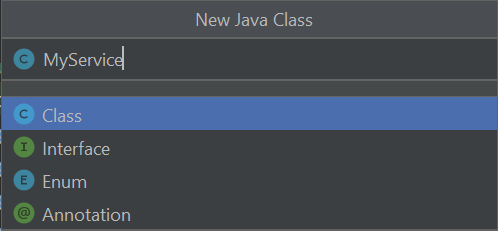 New Java Class
C MyService
C Class
I Interface
E Enum
@ Annotation